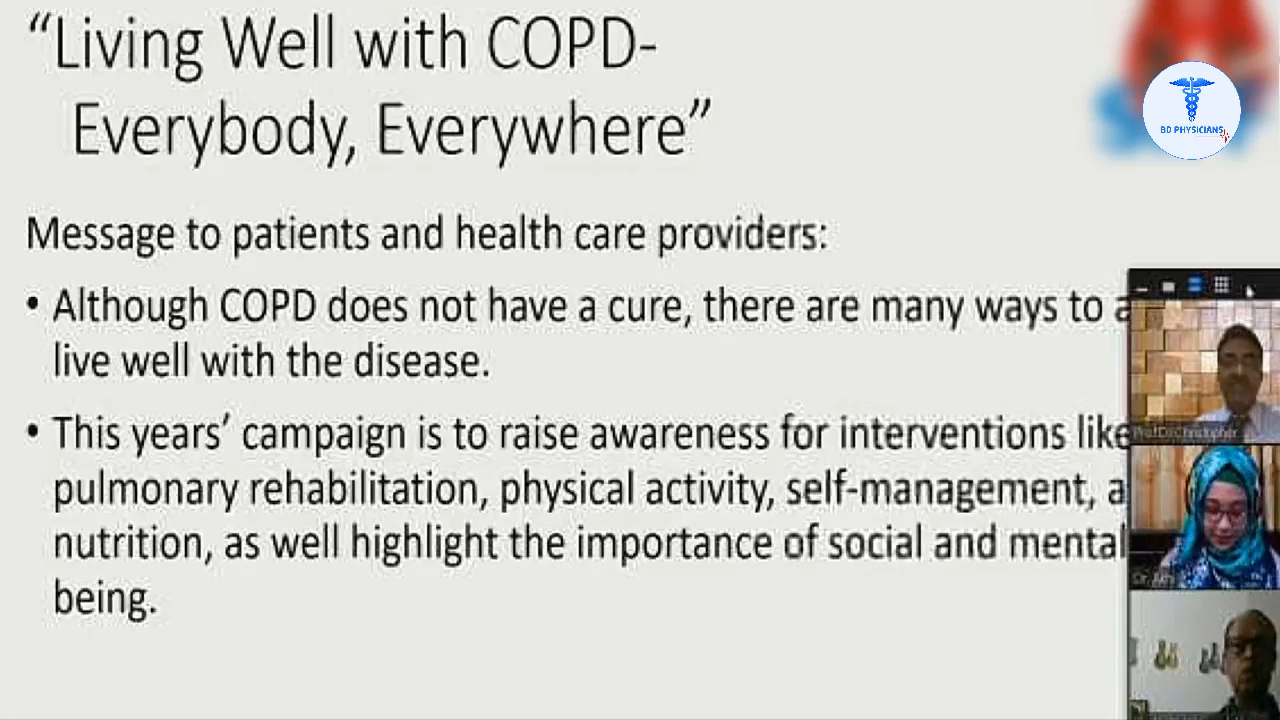 “Living Well with COPD-
Everybody, Everywhere”
BD PHYSICIANS
Message to patients and health care providers:
• Although COPD does not have a cure, there are many ways to
live well with the disease.
• This years’ campaign is to raise awareness for interventions like
pulmonary rehabilitation, physical activity, self-management,
nutrition, as well highlight the importance of social and mental
being.